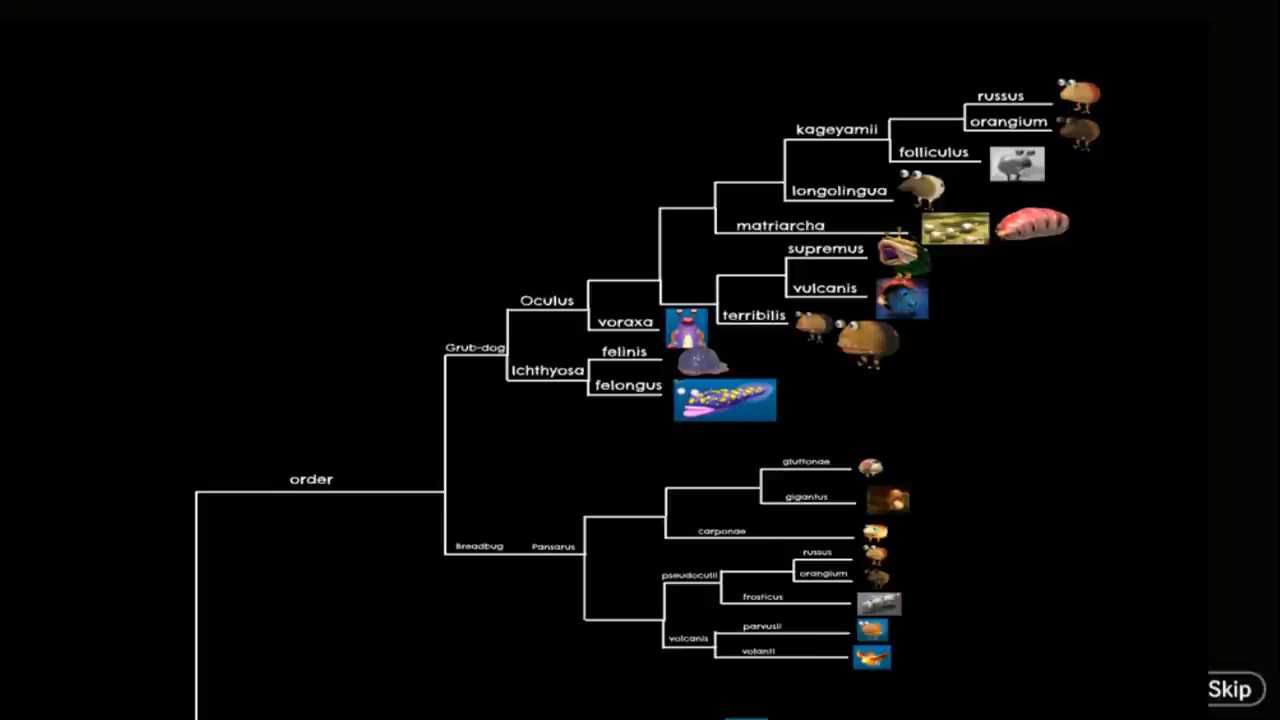 russus
orangium
kageyamii
folliculus
longolingua
matriarcha
supremus
Oculus
vulcanis
voraxa
terribilis
Grub-dog
felinis
Ichthyosa
felongus
gluttonae
order
gigantus
carponae
Breadbug
Pansarus
russus
pseudoculii
orangium
frosticus
parvusii
volcanis
volanti
Skip